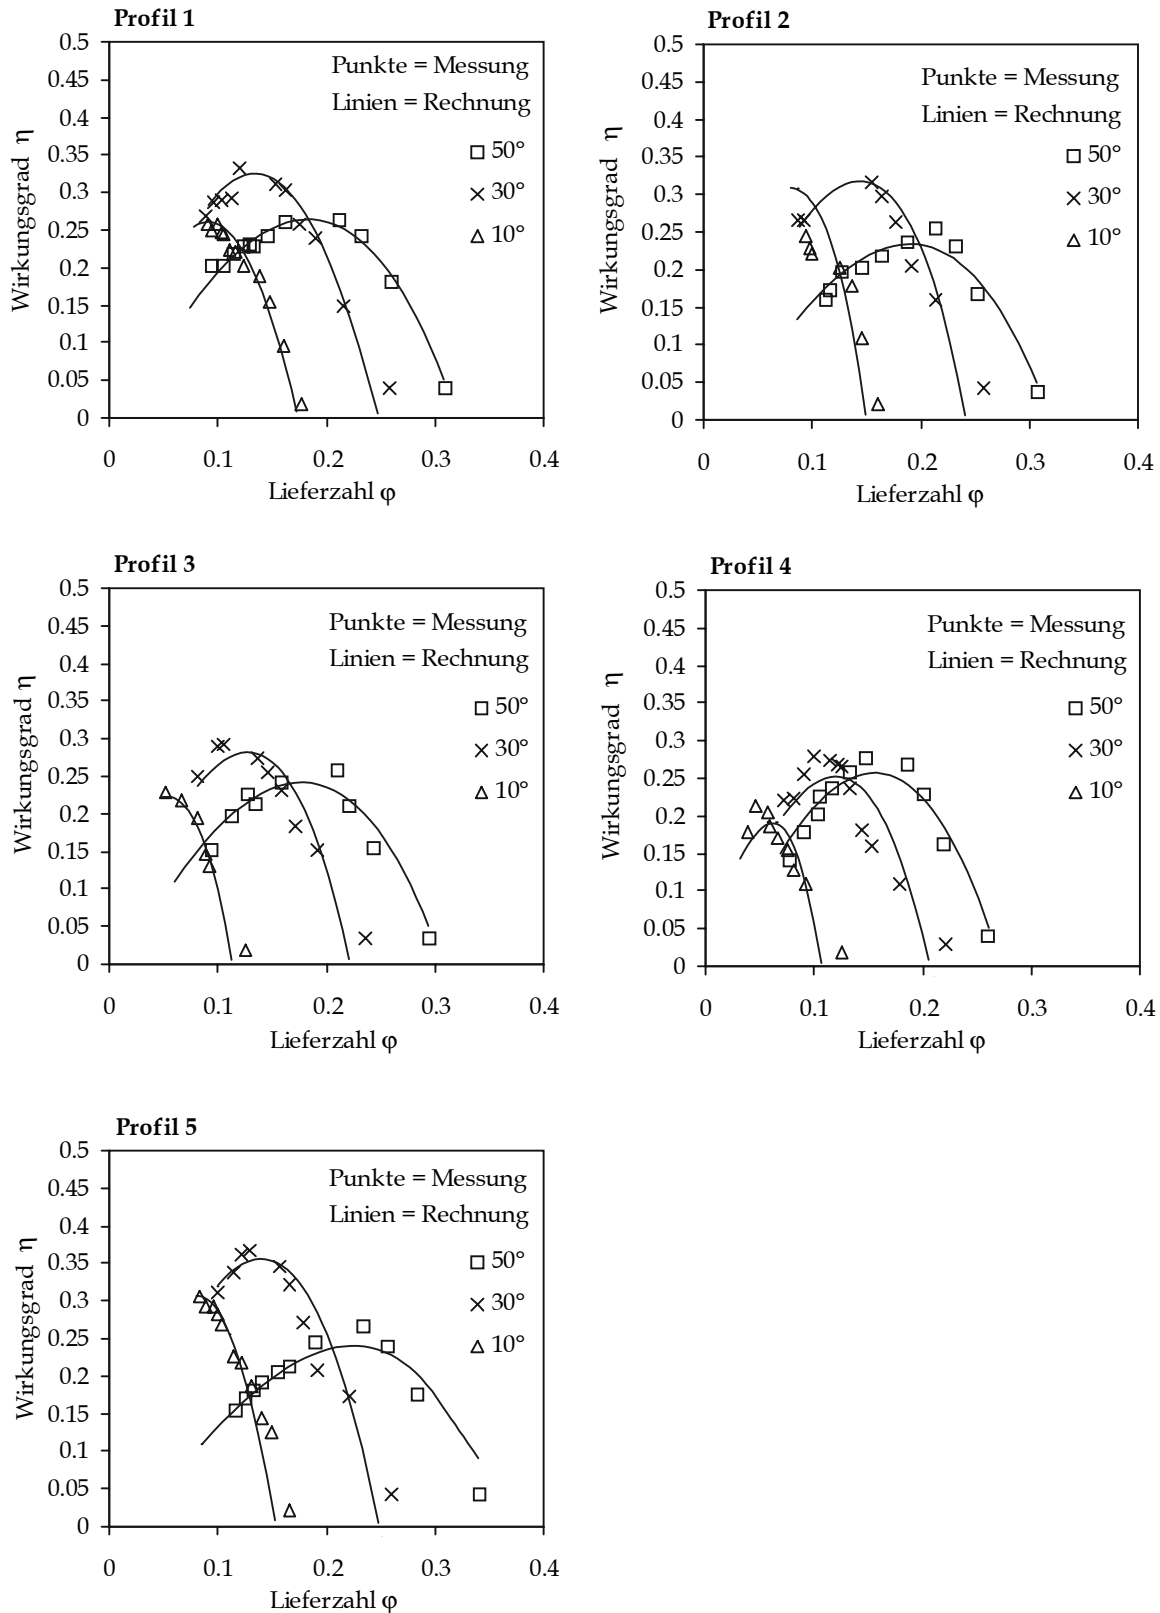 Profil 1
0.5
0.45
0.4
0.35
0.3
0.25
0.2
0.15
0.1
0.05
0
Wirkungsgrad η
Punkte = Messung
Linien = Rechnung
50°
30°
10°
0 0.1 0.2 0.3 0.4
Lieferzahl φ
Profil 2
0.5
0.45
0.4
0.35
0.3
0.25
0.2
0.15
0.1
0.05
0
Wirkungsgrad η
Punkte = Messung
Linien = Rechnung
50°
30°
10°
0 0.1 0.2 0.3 0.4
Lieferzahl φ
Profil 3
0.5
0.45
0.4
0.35
0.3
0.25
0.2
0.15
0.1
0.05
0
Wirkungsgrad η
Punkte = Messung
Linien = Rechnung
50°
30°
10°
0 0.1 0.2 0.3 0.4
Lieferzahl φ
Profil 4
0.5
0.45
0.4
0.35
0.3
0.25
0.2
0.15
0.1
0.05
0
Wirkungsgrad η
Punkte = Messung
Linien = Rechnung
50°
30°
10°
0 0.1 0.2 0.3 0.4
Lieferzahl φ
Profil 5
0.5
0.45
0.4
0.35
0.3
0.25
0.2
0.15
0.1
0.05
0
Wirkungsgrad η
Punkte = Messung
Linien = Rechnung
50°
30°
10°
0 0.1 0.2 0.3 0.4
Lieferzahl φ